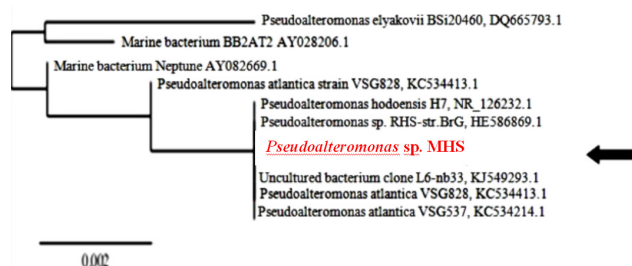 Pseudoalteromonas elyakovii BSi20460, DQ665793.1
Marine bacterium BB2AT2 AY028206.1
Marine bacterium Neptune AY082669.1
Pseudoalteromonas atlantica strain VSG828, KC534413.1
Pseudoalteromonas hodoensis H7, NR_126232.1
Pseudoalteromonas sp. RHS-str.BrG, HE586869.1
Pseudoalteromonas sp. MHS
Uncultured bacterium clone L6-nb33, KJ549293.1
Pseudoalteromonas atlantica VSG828, KC534413.1
Pseudoalteromonas atlantica VSG537, KC534214.1
0.002